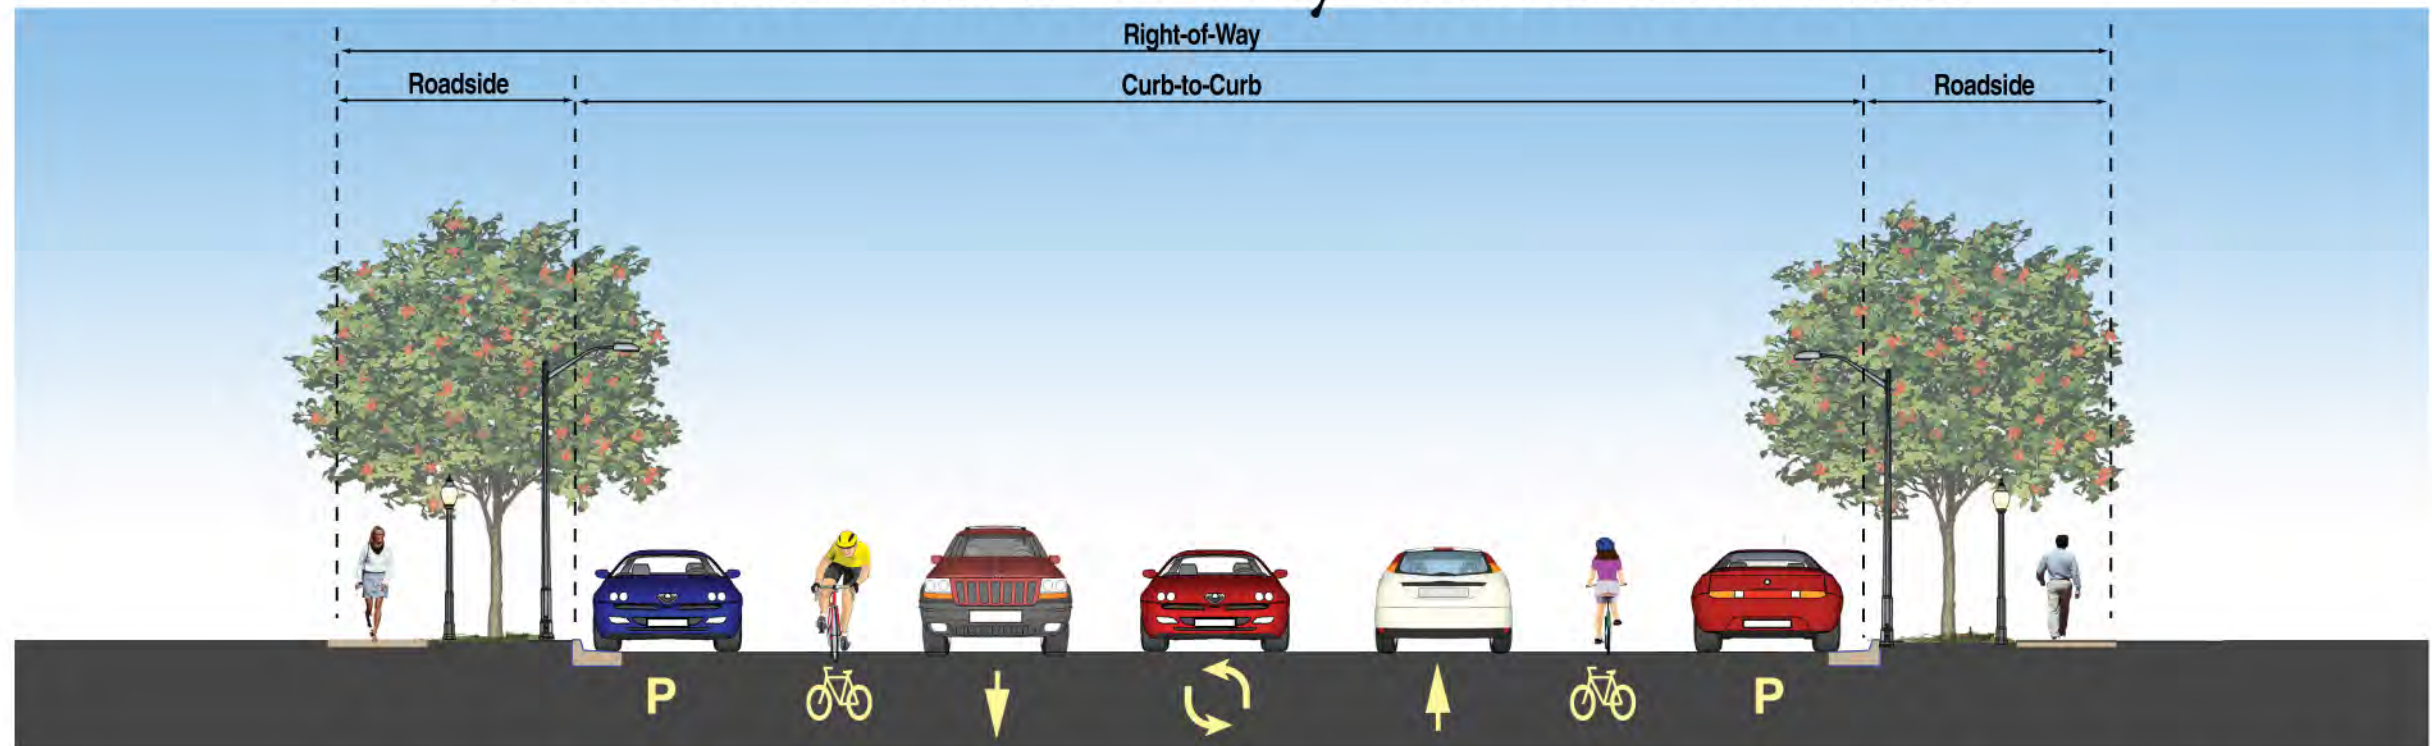 Right-of-Way
Roadside
Curb-to-Curb
Roadside
P
P